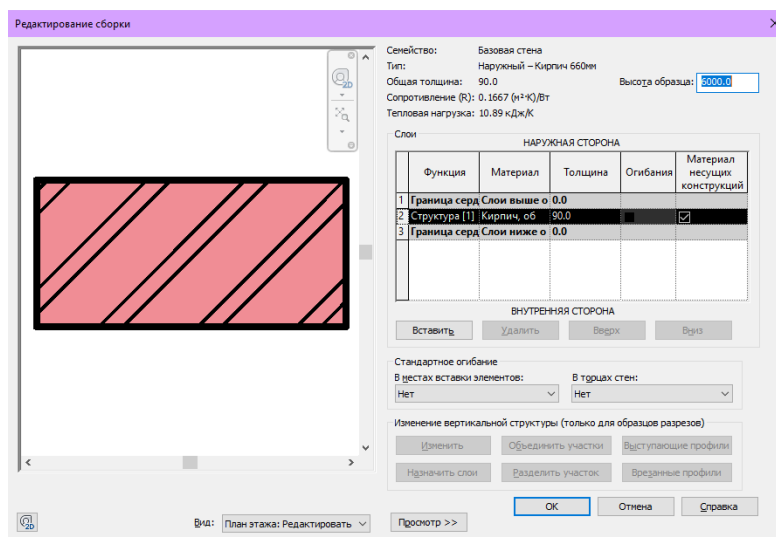 Редактирование сборки
Семейство: Базовая стена
Тип: Наружный – Кирпич 660мм
Общая толщина: 90.0 Высота образца: 6000.0
Сопротивление (R): 0.1667 (м²·К)/Вт
Тепловая нагрузка: 10.89 кДж/К
Слои
НАРУЖНАЯ СТОРОНА
Функция Материал Толщина Огибания Материал несущих конструкций
1 Граница серд Слои выше о 0.0
2 Структура [1] Кирпич, об 90.0
3 Граница серд Слои ниже о 0.0
ВНУТРЕННЯЯ СТОРОНА
Вставить Удалить Вверх Вниз
Стандартное огибание
В местах вставки элементов: В торцах стен:
Нет Нет
Изменение вертикальной структуры (только для образцов разрезов)
Изменить Объединить участки Выступающие профили
Назначить слои Разделить участок Врезанные профили
OK Отмена Справка
2D
2D
Вид: План этажа: Редактировать Просмотр >>